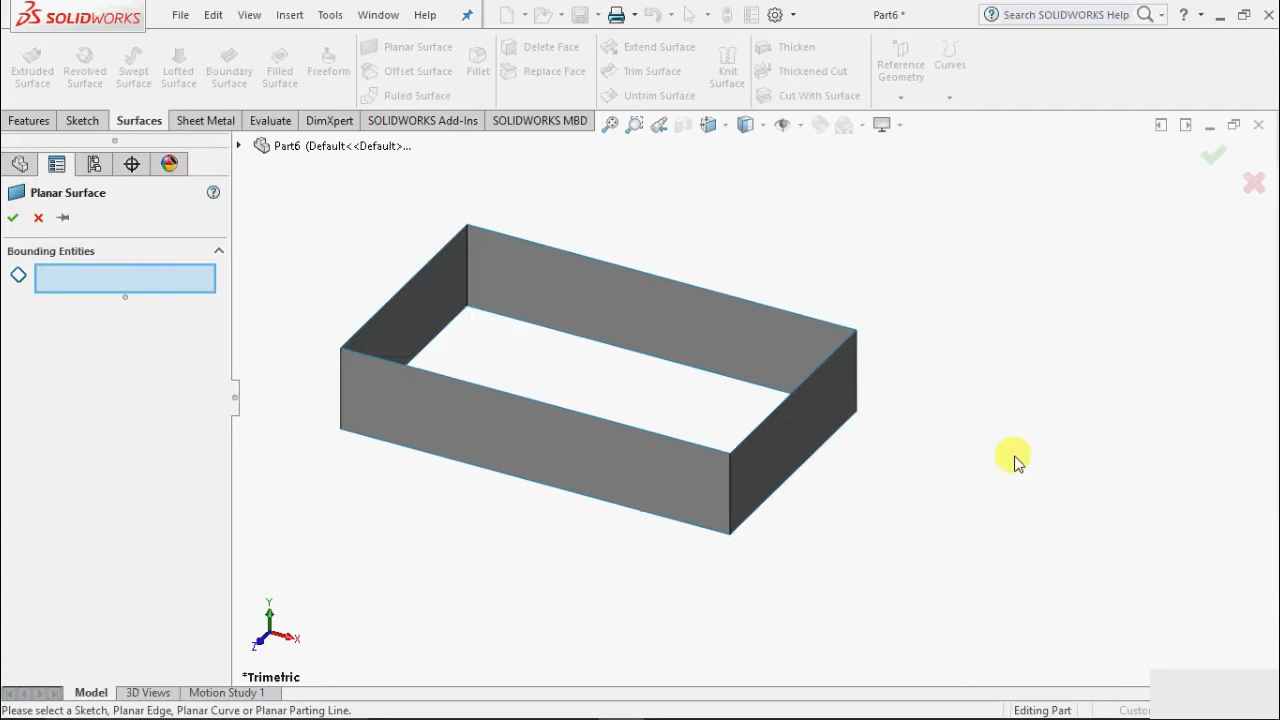 SOLIDWORKS File Edit View Insert Tools Window Help Part6 * Search SOLIDWORKS Help ?
Extruded Surface
Revolved Surface
Swept Surface
Lofted Surface
Boundary Surface
Filled Surface
Freeform
Planar Surface
Offset Surface
Ruled Surface
Fillet
Delete Face
Replace Face
Extend Surface
Trim Surface
Untrim Surface
Knit Surface
Thicken
Thickened Cut
Cut With Surface
Reference Geometry
Curves
Features Sketch Surfaces Sheet Metal Evaluate DimXpert SOLIDWORKS Add-Ins SOLIDWORKS MBD
Part6 (Default<<Default>...
Planar Surface ?
Bounding Entities
Y
X
Z
*Trimetric
Model 3D Views Motion Study 1
Please select a Sketch, Planar Edge, Planar Curve or Planar Parting Line. Editing Part Custo